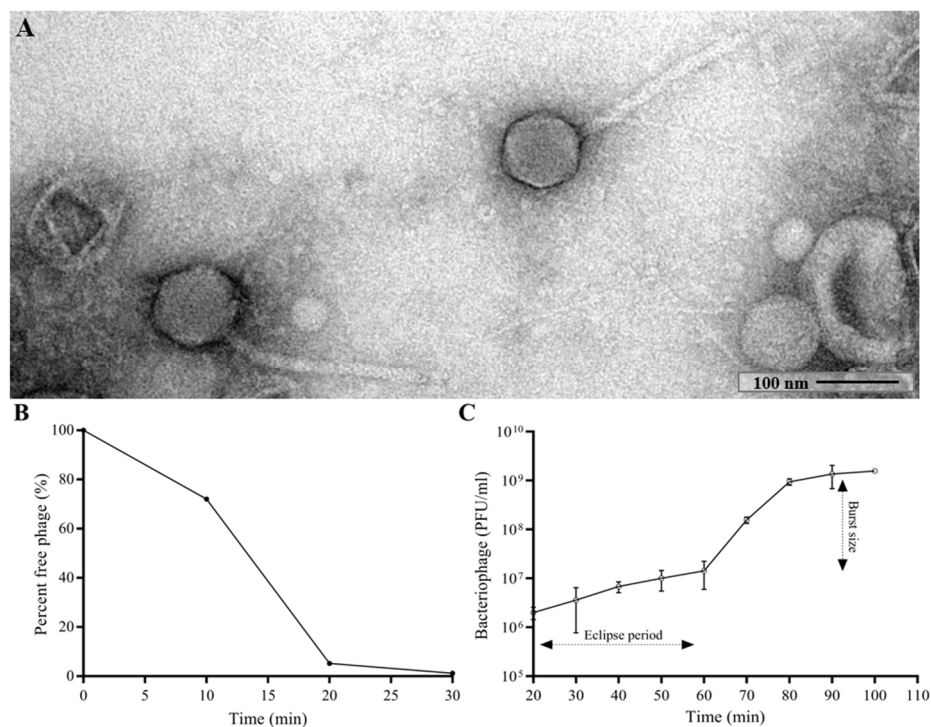 A
100 nm
B
100
80
60
40
20
0
Percent free phage (%)
0 5 10 15 20 25 30
Time (min)
C
10¹⁰
10⁹
10⁸
10⁷
10⁶
10⁵
Bacteriophage (PFU/ml)
Burst size
Eclipse period
20 30 40 50 60 70 80 90 100 110
Time (min)